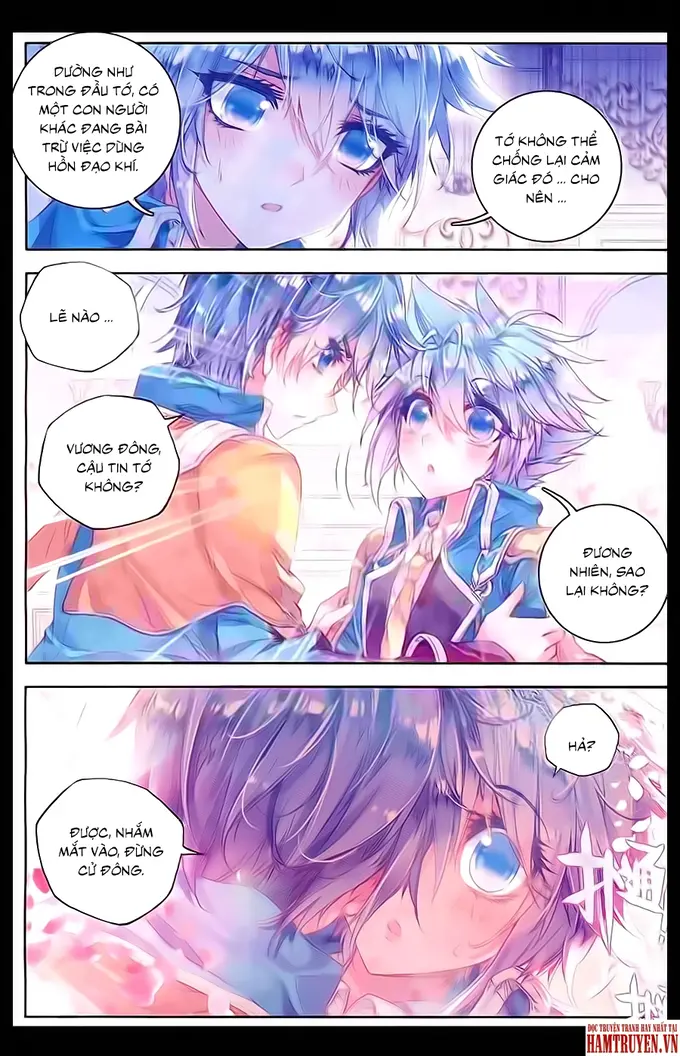 DƯỜNG NHƯ
TRONG ĐẦU TỚ, CÓ
MỘT CON NGƯỜI
KHÁC ĐANG BÀI
TRỪ VIỆC DÙNG
HỒN ĐẠO KHÍ.
TỚ KHÔNG THỂ
CHỐNG LẠI CẢM
GIÁC ĐÓ ... CHO
NÊN ...
LẼ NÀO ...
VƯƠNG ĐÔNG,
CẬU TIN TỚ
KHÔNG?
ĐƯƠNG
NHIÊN, SAO
LẠI KHÔNG?
HẢ?
ĐƯỢC, NHẮM
MẮT VÀO, ĐỪNG
CỬ ĐỘNG.
ĐỌC TRUYỆN TRANH HAY NHẤT TẠI
HAMTRUYEN.VN